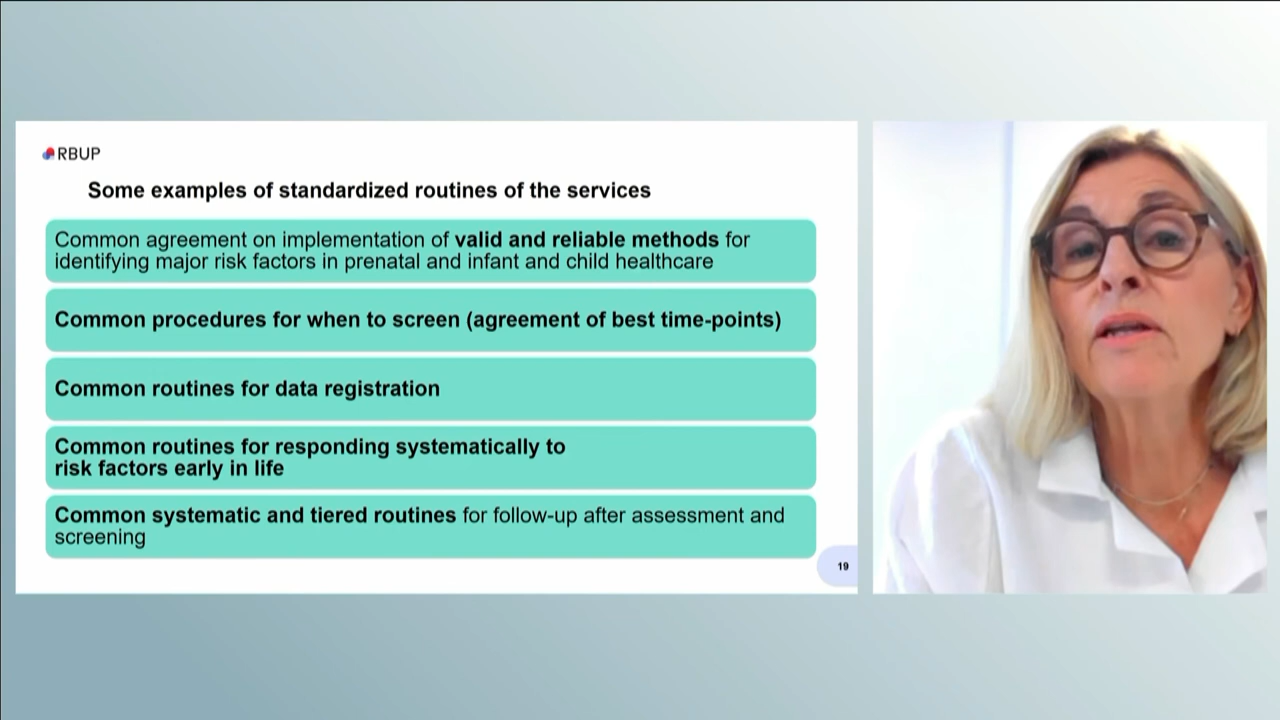 RBUP
Some examples of standardized routines of the services
Common agreement on implementation of valid and reliable methods for
identifying major risk factors in prenatal and infant and child healthcare
Common procedures for when to screen (agreement of best time-points)
Common routines for data registration
Common routines for responding systematically to
risk factors early in life
Common systematic and tiered routines for follow-up after assessment and
screening
19